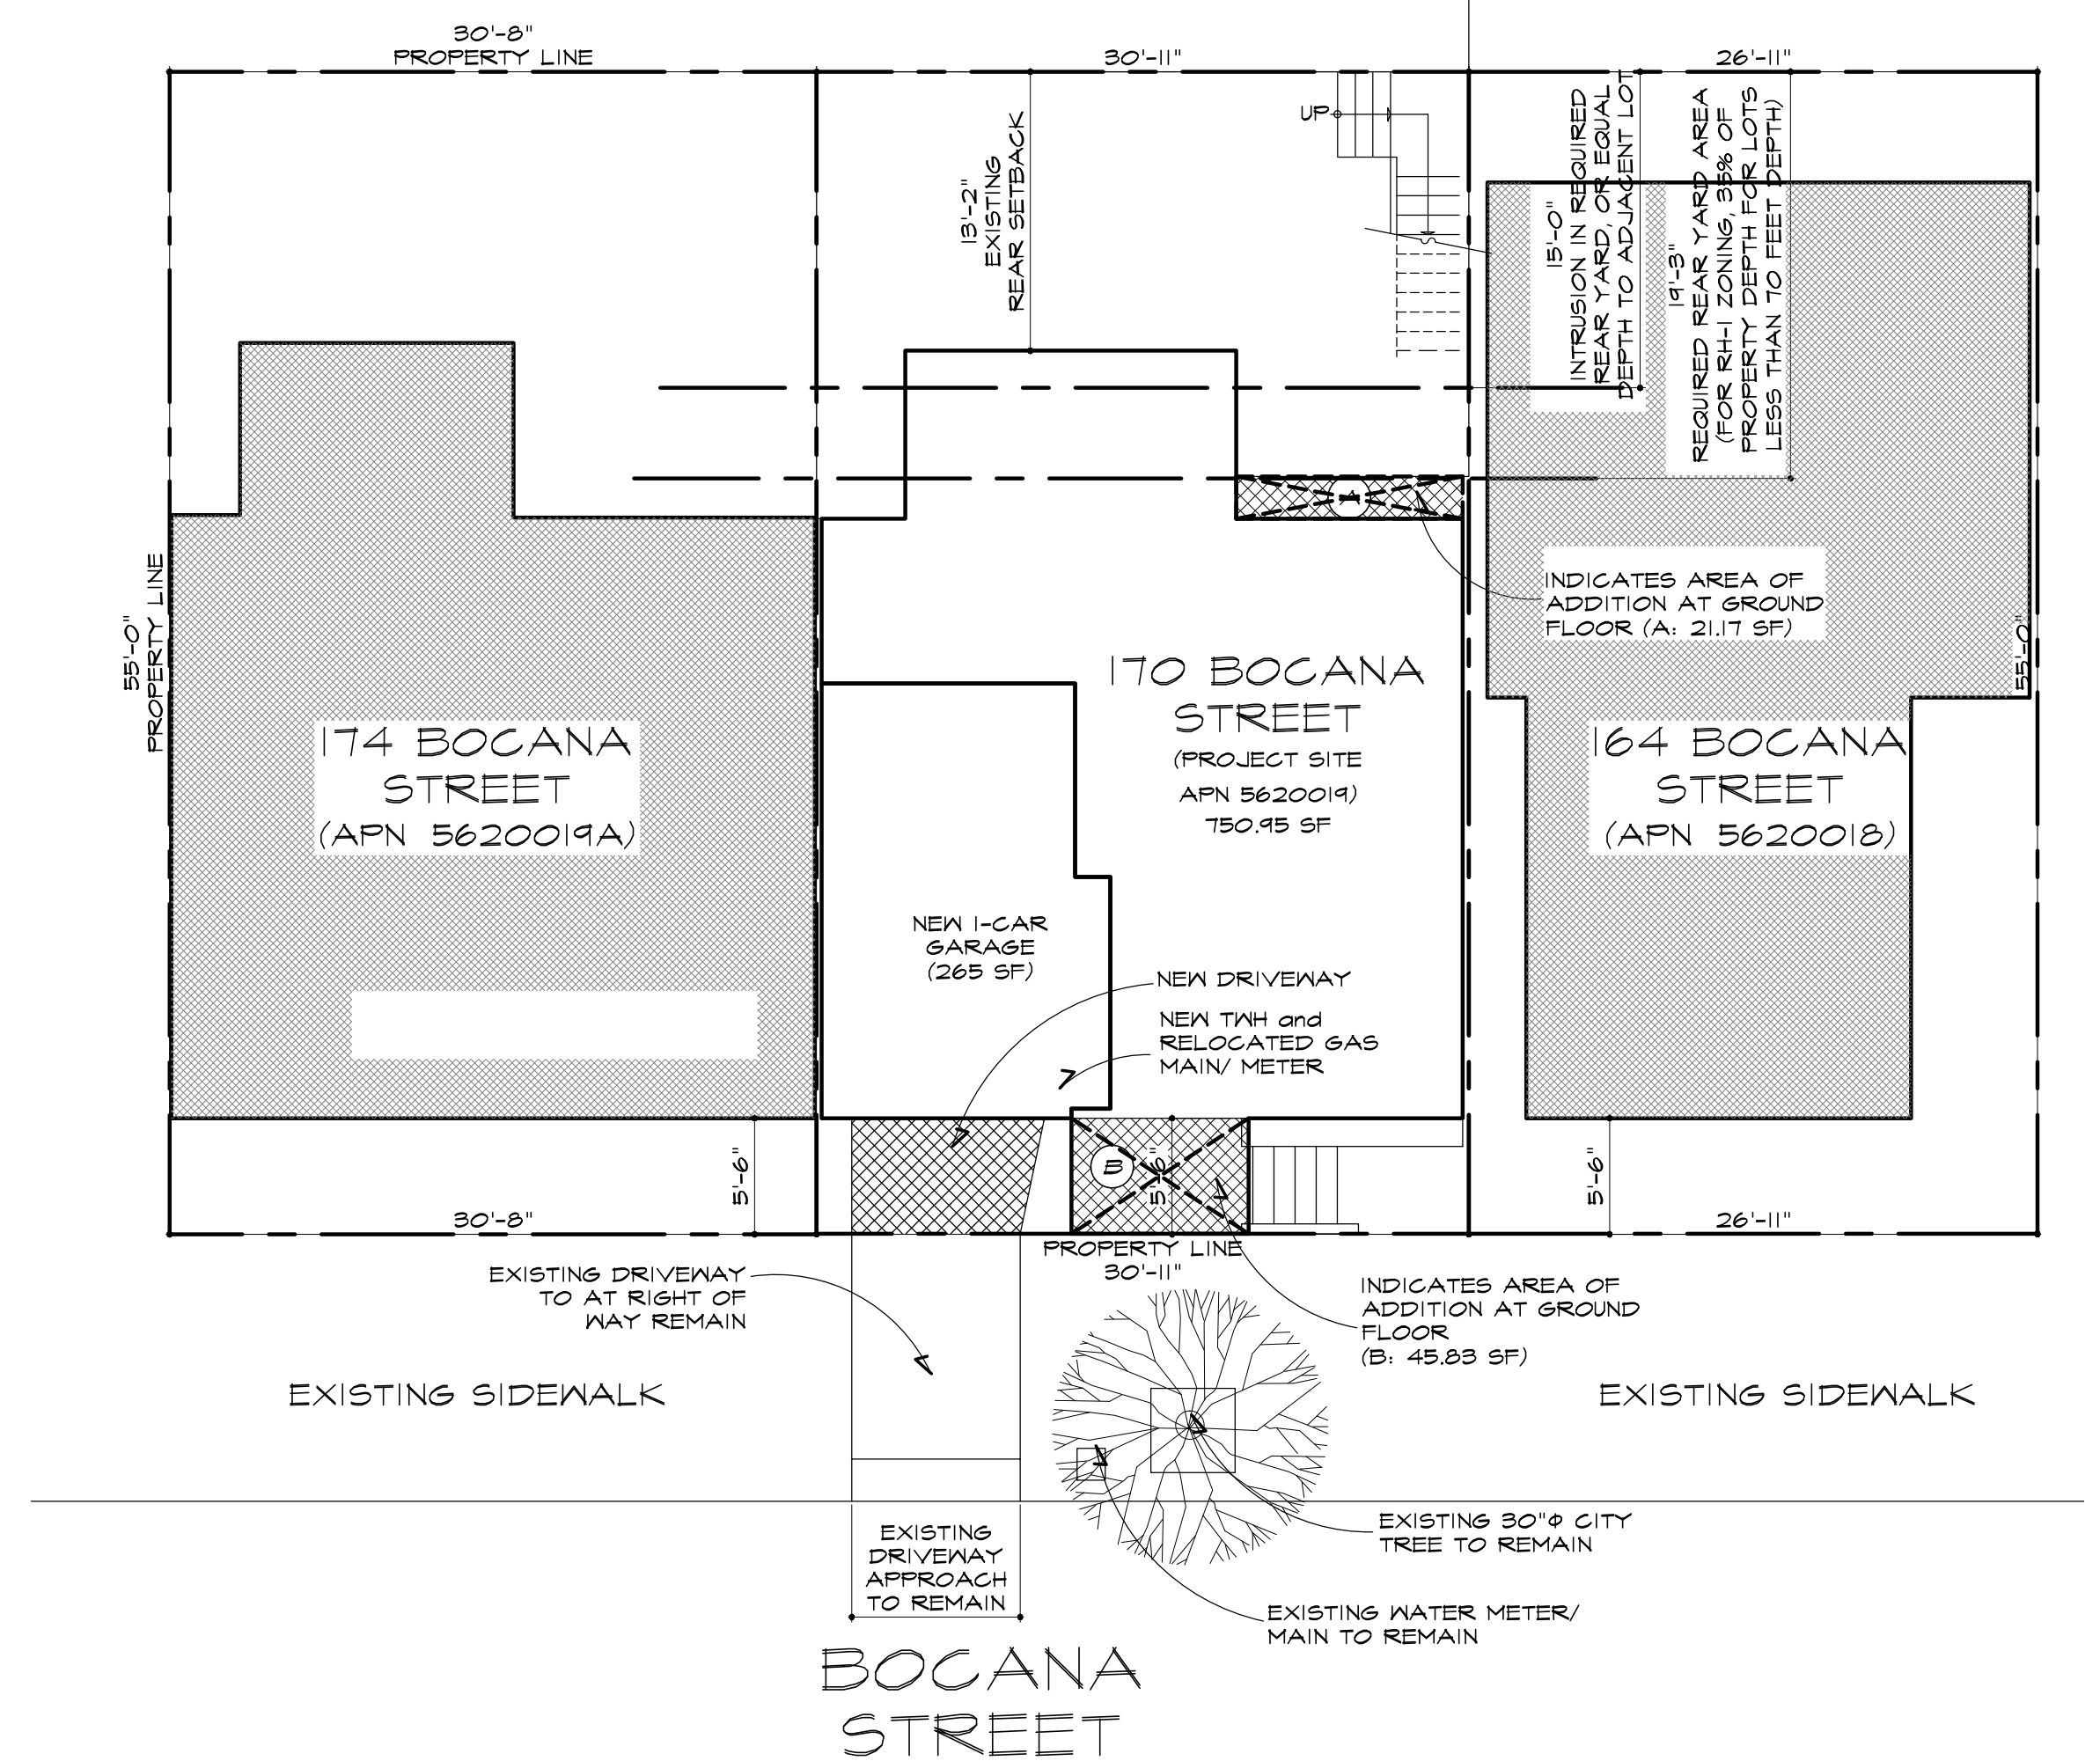 30'-8"
PROPERTY LINE
30'-11"
26'-11"
UP
13'-2"
EXISTING
REAR SETBACK
15'-0"
INTRUSION IN REQUIRED
REAR YARD, OR EQUAL
DEPTH TO ADJACENT LOT
19'-3"
REQUIRED REAR YARD AREA
(FOR RH-1 ZONING, 35% OF
PROPERTY DEPTH FOR LOTS
LESS THAN 70 FEET DEPTH)
A
INDICATES AREA OF
ADDITION AT GROUND
FLOOR (A: 21.17 SF)
55'-0"
PROPERTY LINE
55'-0"
174 BOCANA
STREET
(APN 5620019A)
170 BOCANA
STREET
(PROJECT SITE
APN 5620019)
750.95 SF
164 BOCANA
STREET
(APN 5620018)
NEW 1-CAR
GARAGE
(265 SF)
NEW DRIVEWAY
NEW TWH and
RELOCATED GAS
MAIN/ METER
5'-6"
B
5'-6"
5'-6"
30'-8"
26'-11"
PROPERTY LINE
30'-11"
EXISTING DRIVEWAY
TO AT RIGHT OF
WAY REMAIN
INDICATES AREA OF
ADDITION AT GROUND
FLOOR
(B: 45.83 SF)
EXISTING SIDEWALK
EXISTING SIDEWALK
EXISTING
DRIVEWAY
APPROACH
TO REMAIN
EXISTING 30"Φ CITY
TREE TO REMAIN
EXISTING WATER METER/
MAIN TO REMAIN
BOCANA
STREET